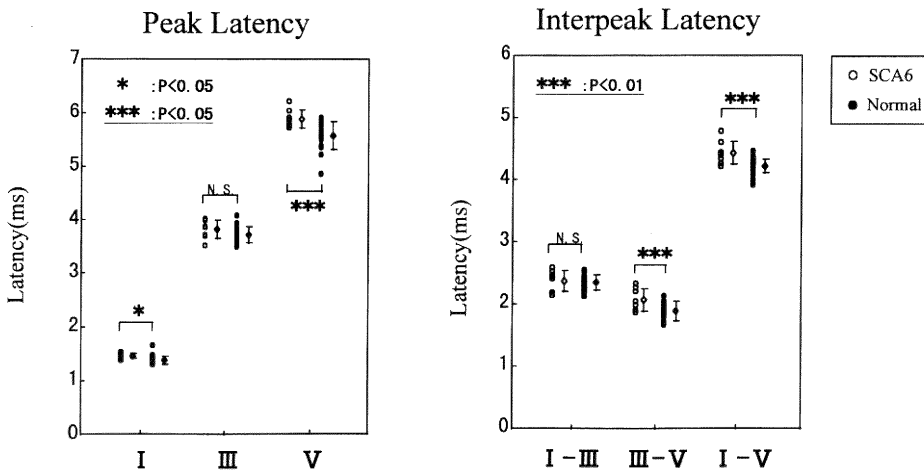 Peak Latency
Latency(ms)
7
6
5
4
3
2
1
0
* :P<0.05
*** :P<0.05
*
N.S
***
I III V
Interpeak Latency
Latency(ms)
6
5
4
3
2
1
0
*** :P<0.01
N.S
***
***
I-III III-V I-V
SCA6
Normal